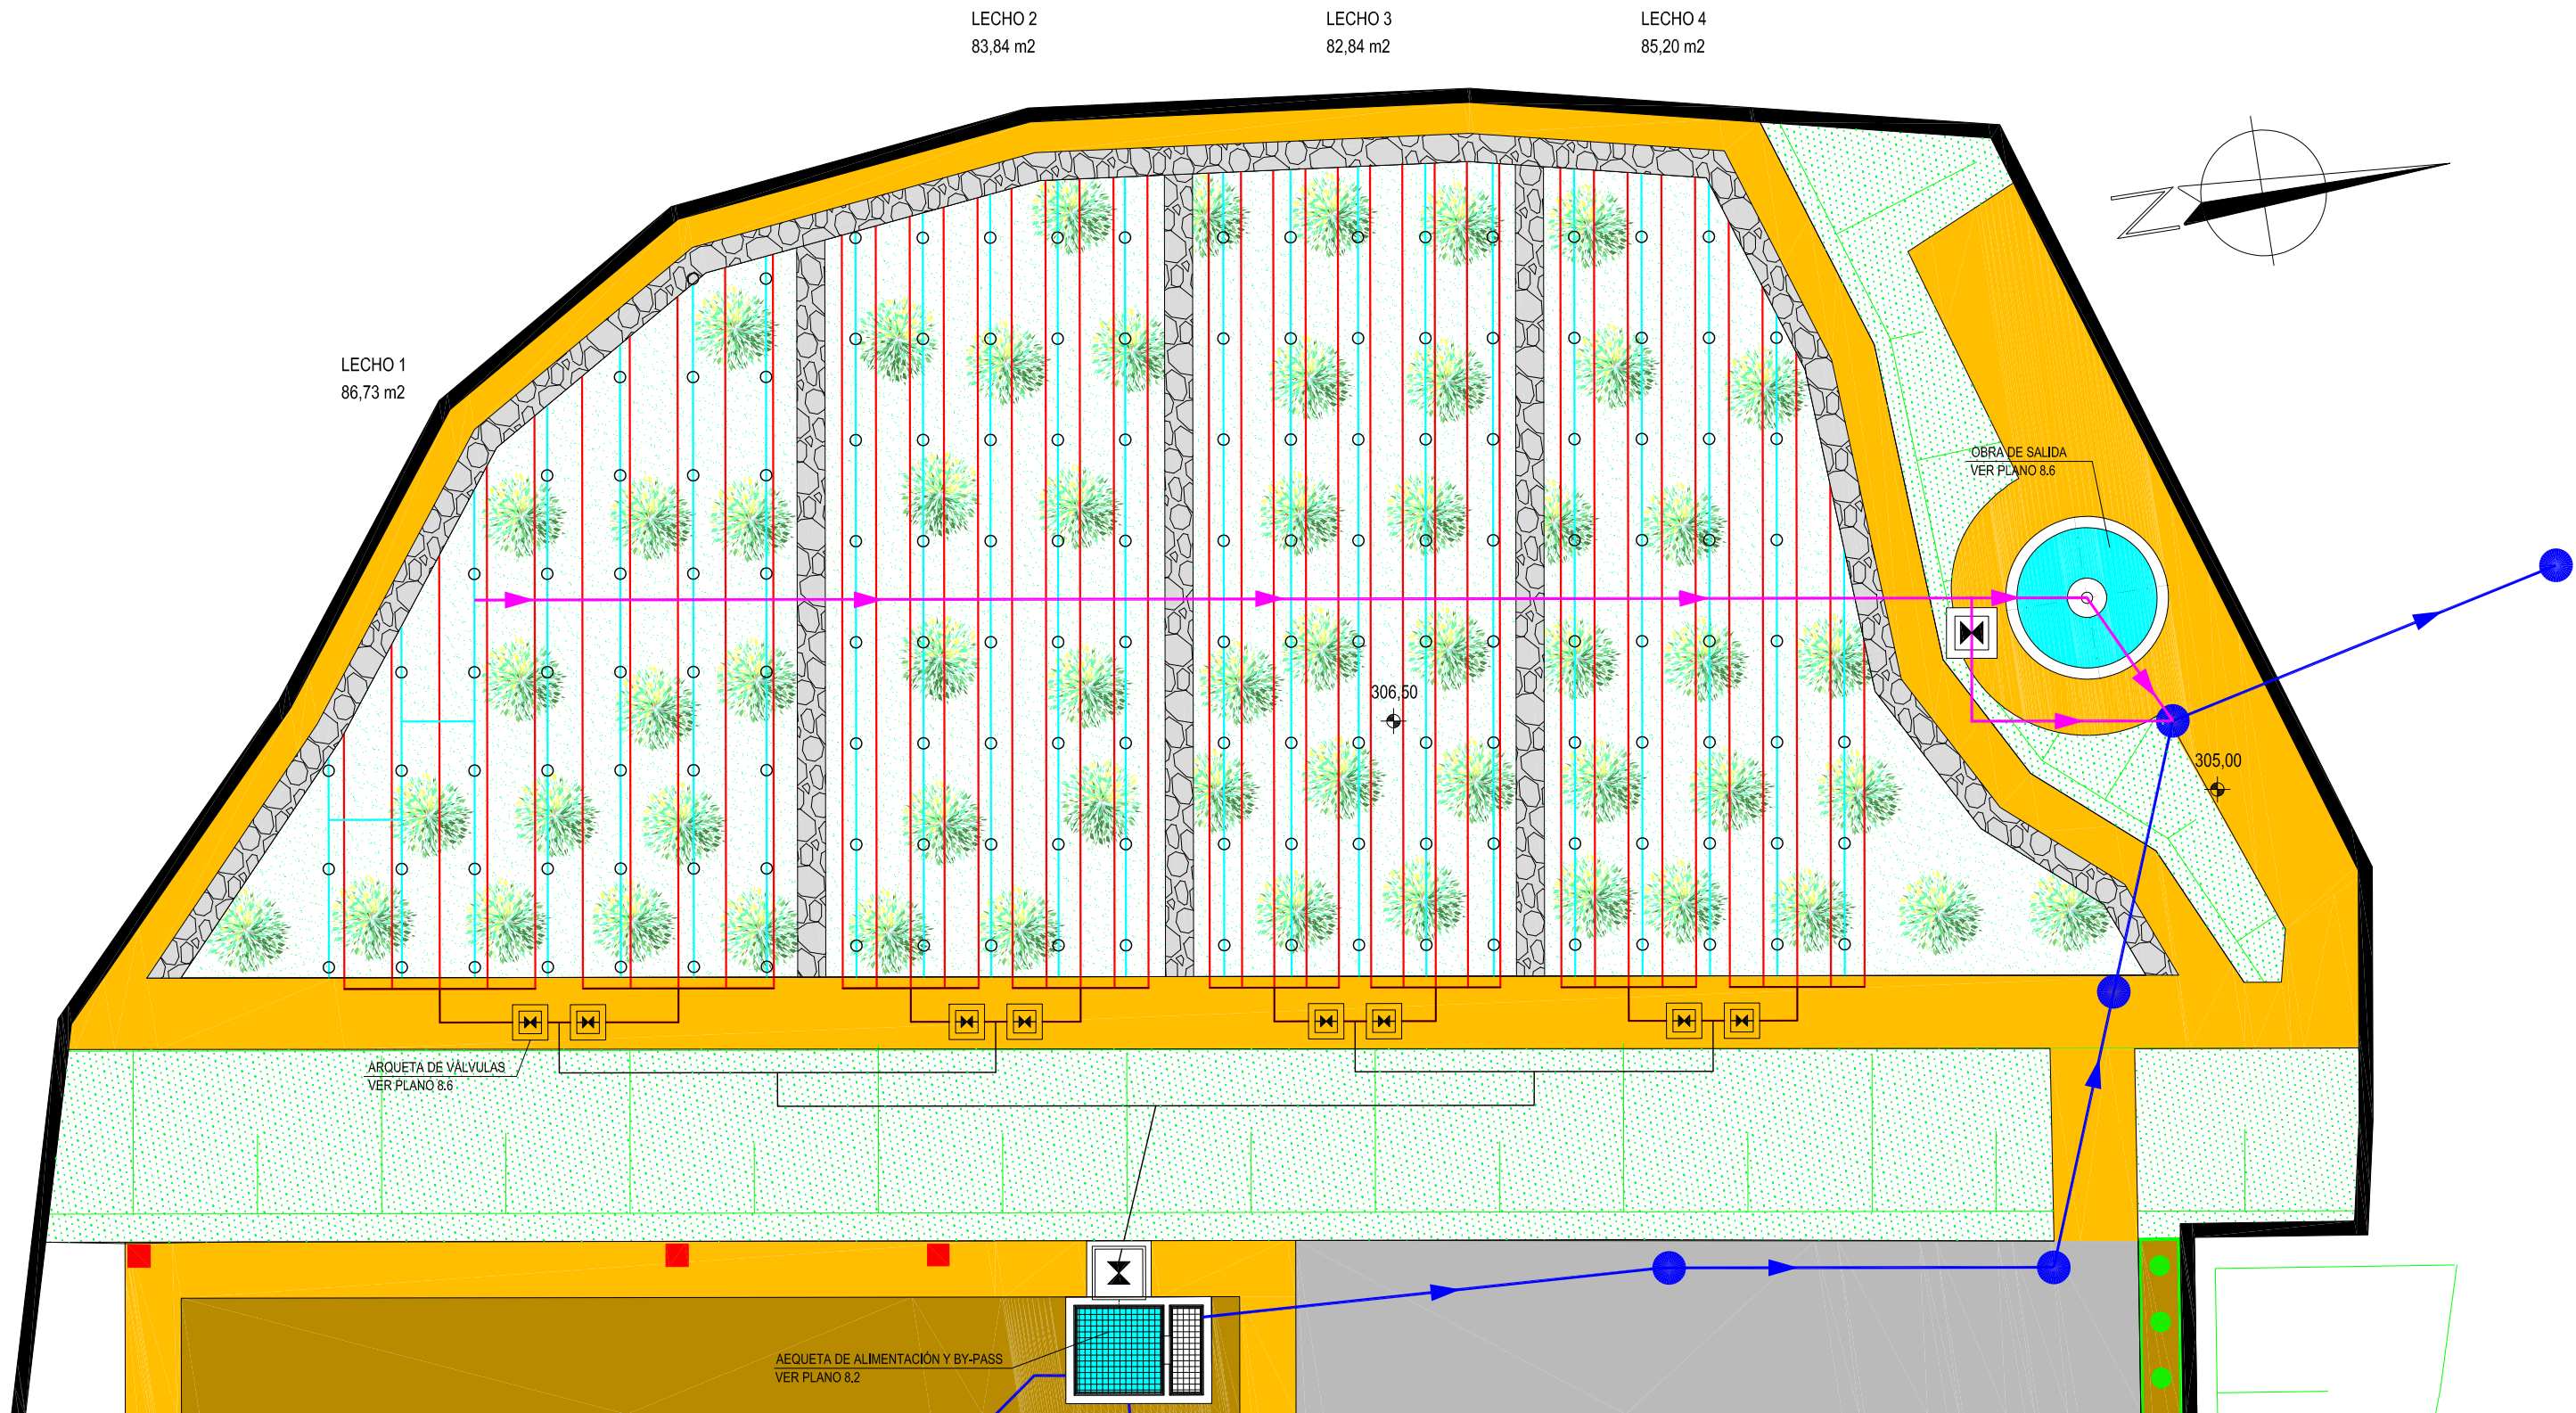 LECHO 2
83,84 m2
LECHO 3
82,84 m2
LECHO 4
85,20 m2
LECHO 1
86,73 m2
OBRA DE SALIDA
VER PLANO 8.6
306,50
305,00
ARQUETA DE VÁLVULAS
VER PLANO 8.6
AEQUETA DE ALIMENTACIÓN Y BY-PASS
VER PLANO 8.2